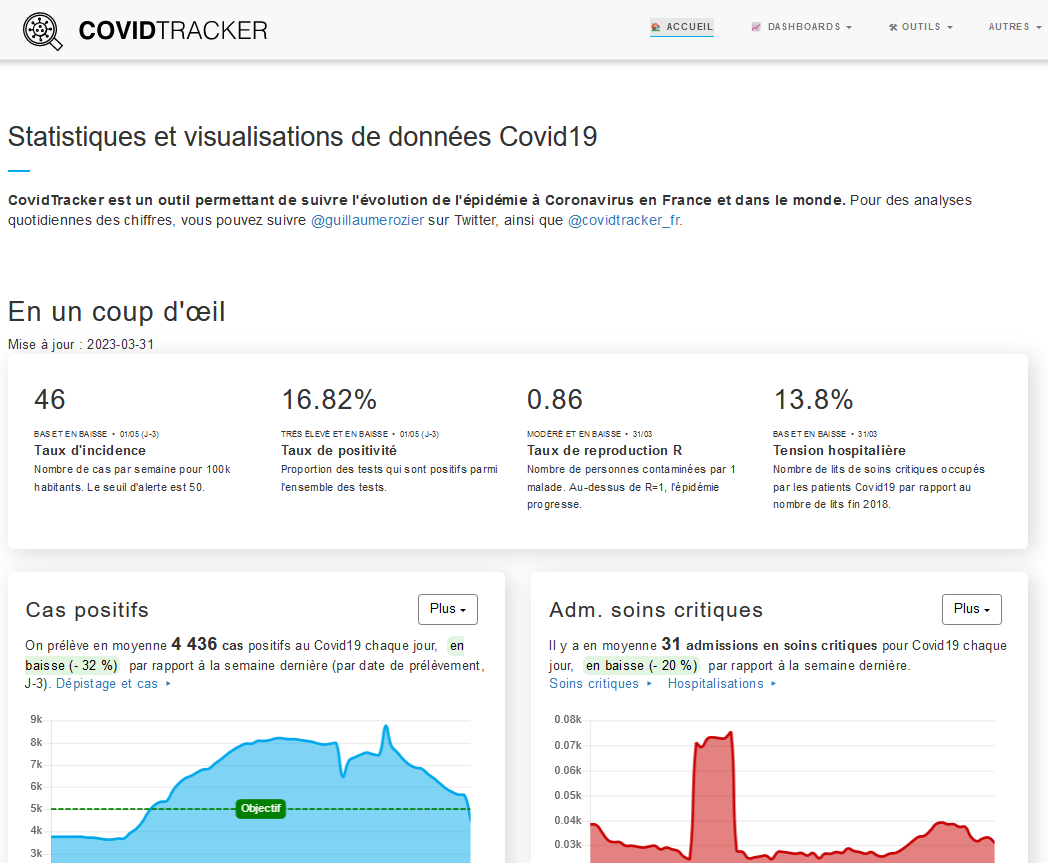 COVIDTRACKER
ACCUEIL DASHBOARDS OUTILS AUTRES
Statistiques et visualisations de données Covid19
CovidTracker est un outil permettant de suivre l'évolution de l'épidémie à Coronavirus en France et dans le monde. Pour des analyses
quotidiennes des chiffres, vous pouvez suivre @guillaumerozier sur Twitter, ainsi que @covidtracker_fr.
En un coup d'œil
Mise à jour : 2023-03-31
46
BAS ET EN BAISSE • 01/05 (J-3)
Taux d'incidence
Nombre de cas par semaine pour 100k
habitants. Le seuil d'alerte est 50.
16.82%
TRÈS ÉLEVÉ ET EN BAISSE • 01/05 (J-3)
Taux de positivité
Proportion des tests qui sont positifs parmi
l'ensemble des tests.
0.86
MODÉRÉ ET EN BAISSE • 31/03
Taux de reproduction R
Nombre de personnes contaminées par 1
malade. Au-dessus de R=1, l'épidémie
progresse.
13.8%
BAS ET EN BAISSE • 31/03
Tension hospitalière
Nombre de lits de soins critiques occupés
par les patients Covid19 par rapport au
nombre de lits fin 2018.
Cas positifs
Plus
On prélève en moyenne 4 436 cas positifs au Covid19 chaque jour, en
baisse (- 32 %) par rapport à la semaine dernière (par date de prélèvement,
J-3). Dépistage et cas ‣
9k
8k
7k
6k
5k
4k
3k
Objectif
Adm. soins critiques
Plus
Il y a en moyenne 31 admissions en soins critiques pour Covid19 chaque
jour, en baisse (- 20 %) par rapport à la semaine dernière.
Soins critiques ‣ Hospitalisations ‣
0.08k
0.07k
0.06k
0.05k
0.04k
0.03k